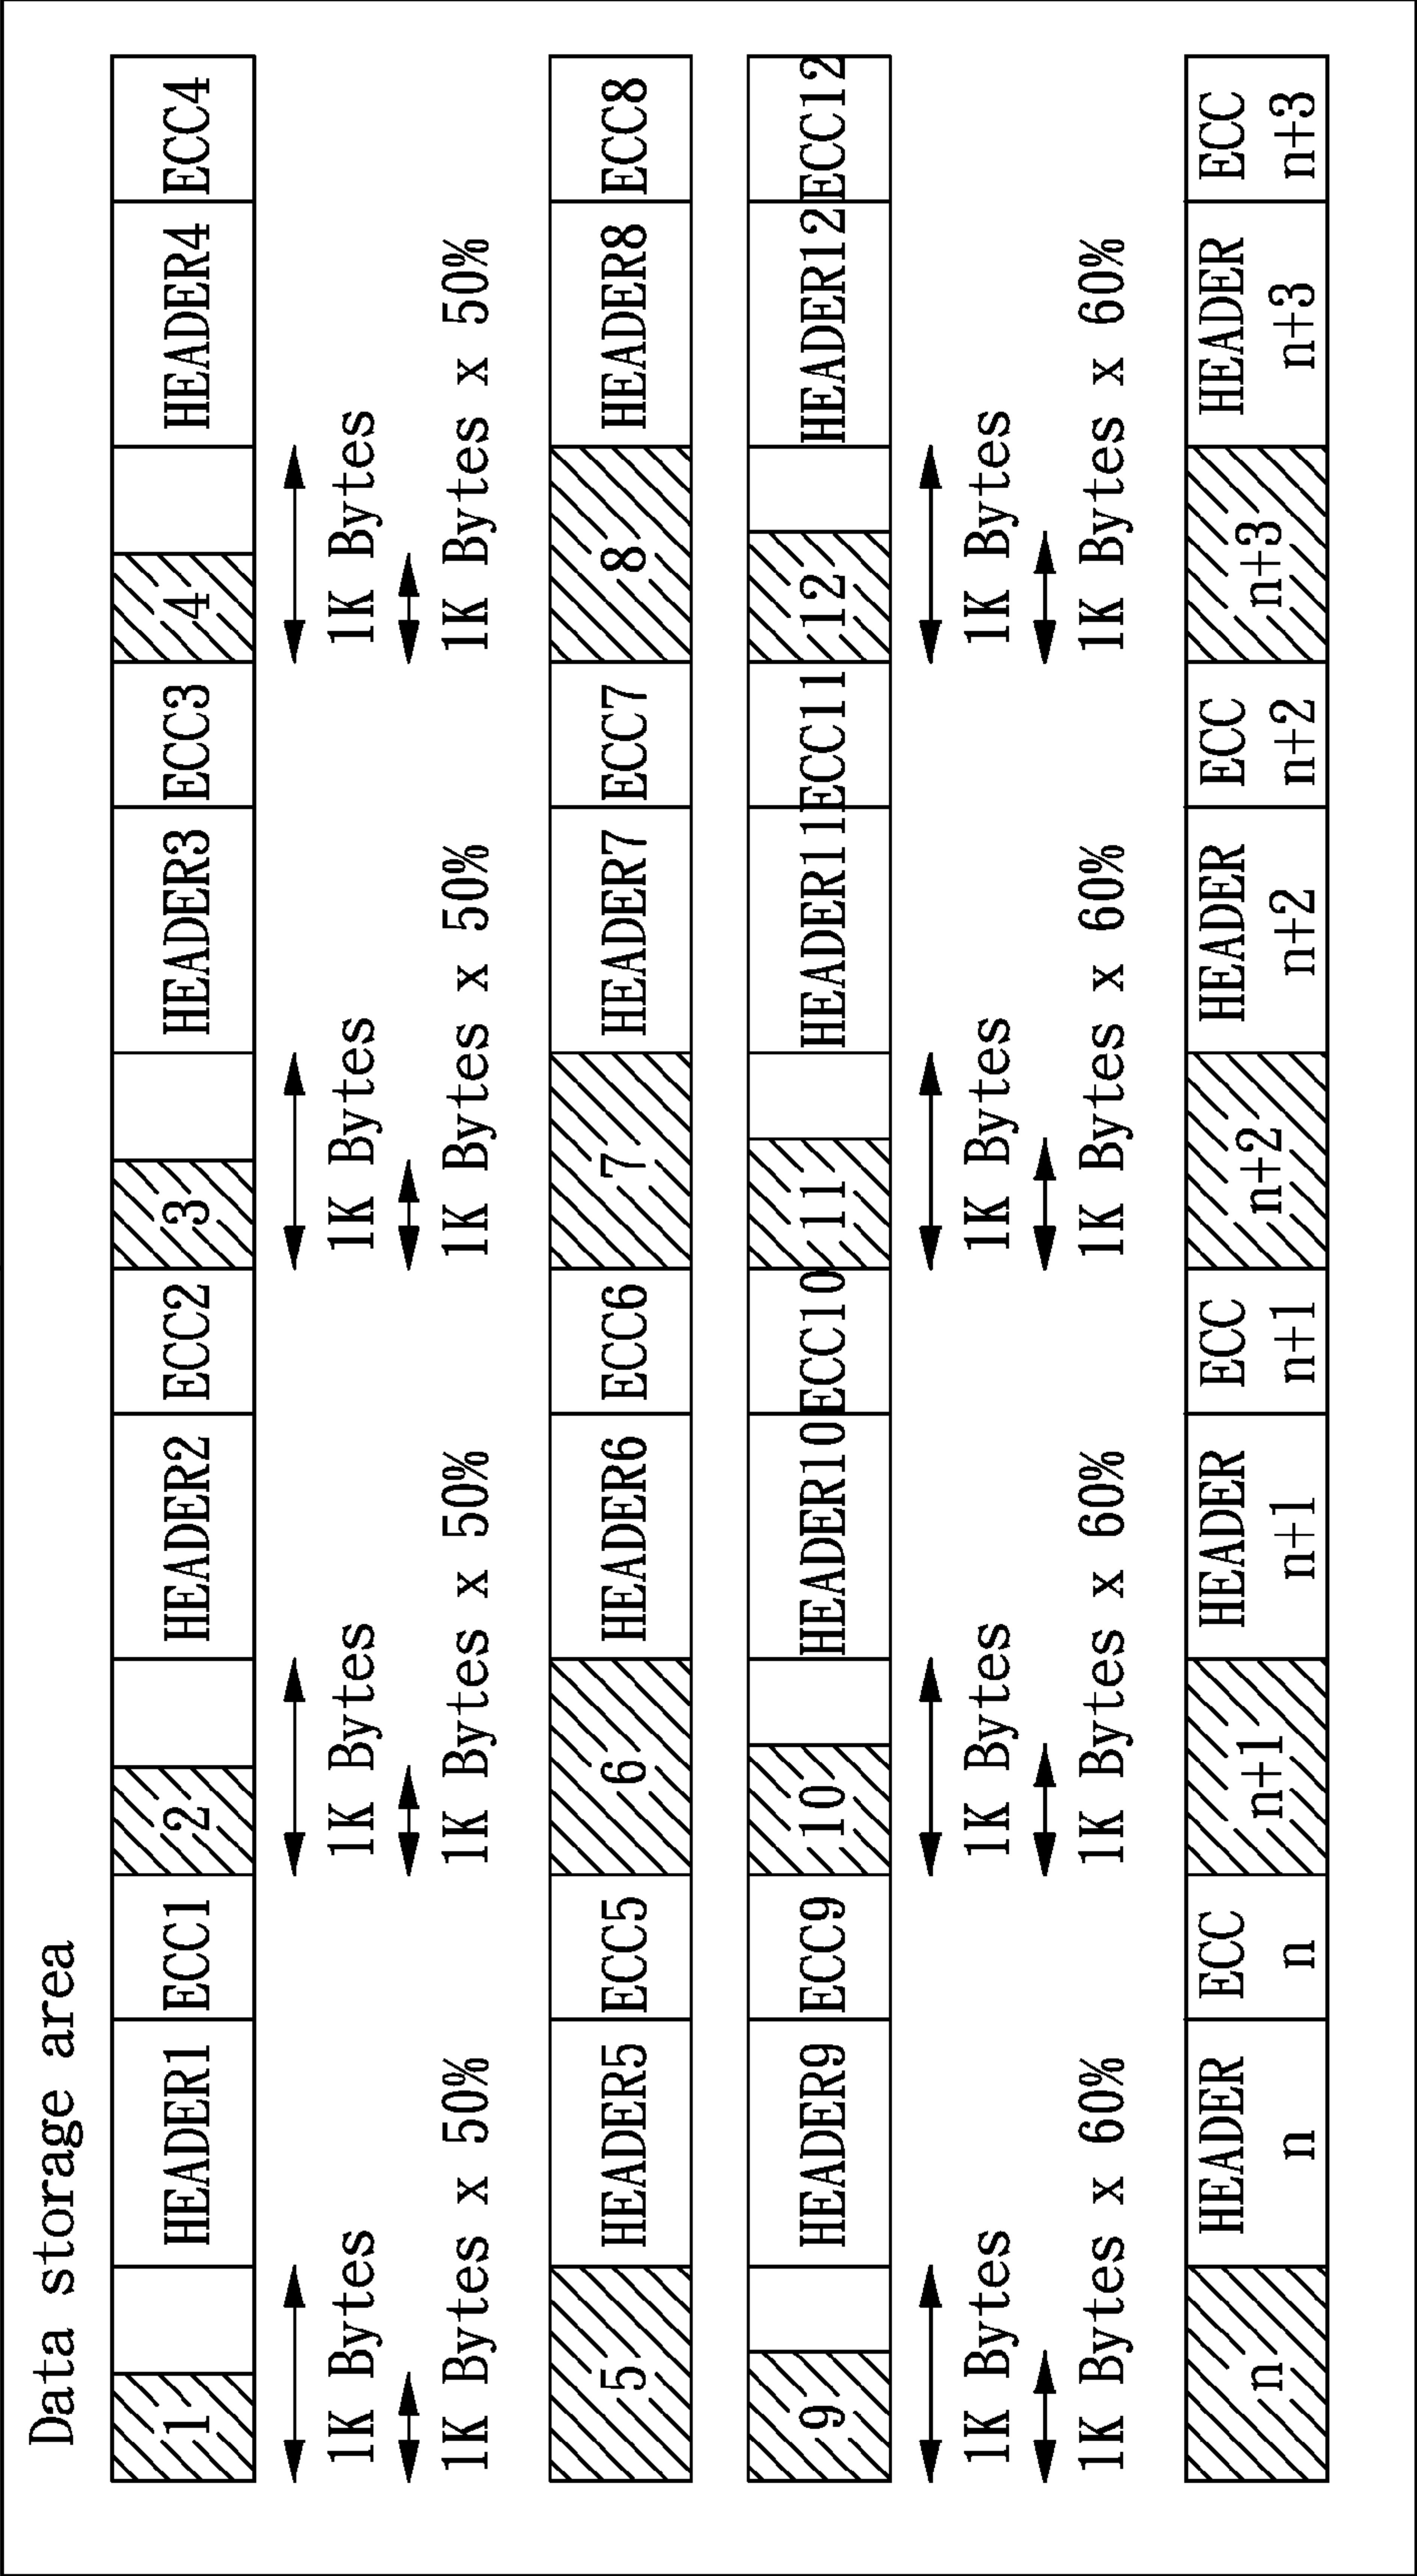 Data storage area
1 HEADER1 ECC1 2 HEADER2 ECC2 3 HEADER3 ECC3 4 HEADER4 ECC4
1K Bytes 1K Bytes 1K Bytes 1K Bytes
1K Bytes x 50% 1K Bytes x 50% 1K Bytes x 50% 1K Bytes x 50%
5 HEADER5 ECC5 6 HEADER6 ECC6 7 HEADER7 ECC7 8 HEADER8 ECC8
9 HEADER9 ECC9 10 HEADER10 ECC10 11 HEADER11 ECC11 12 HEADER12 ECC12
1K Bytes 1K Bytes 1K Bytes 1K Bytes
1K Bytes x 60% 1K Bytes x 60% 1K Bytes x 60% 1K Bytes x 60%
HEADER ECC HEADER ECC HEADER ECC HEADER ECC
n n n n+1 n+1 n+1 n+2 n+2 n+2 n+3 n+3 n+3